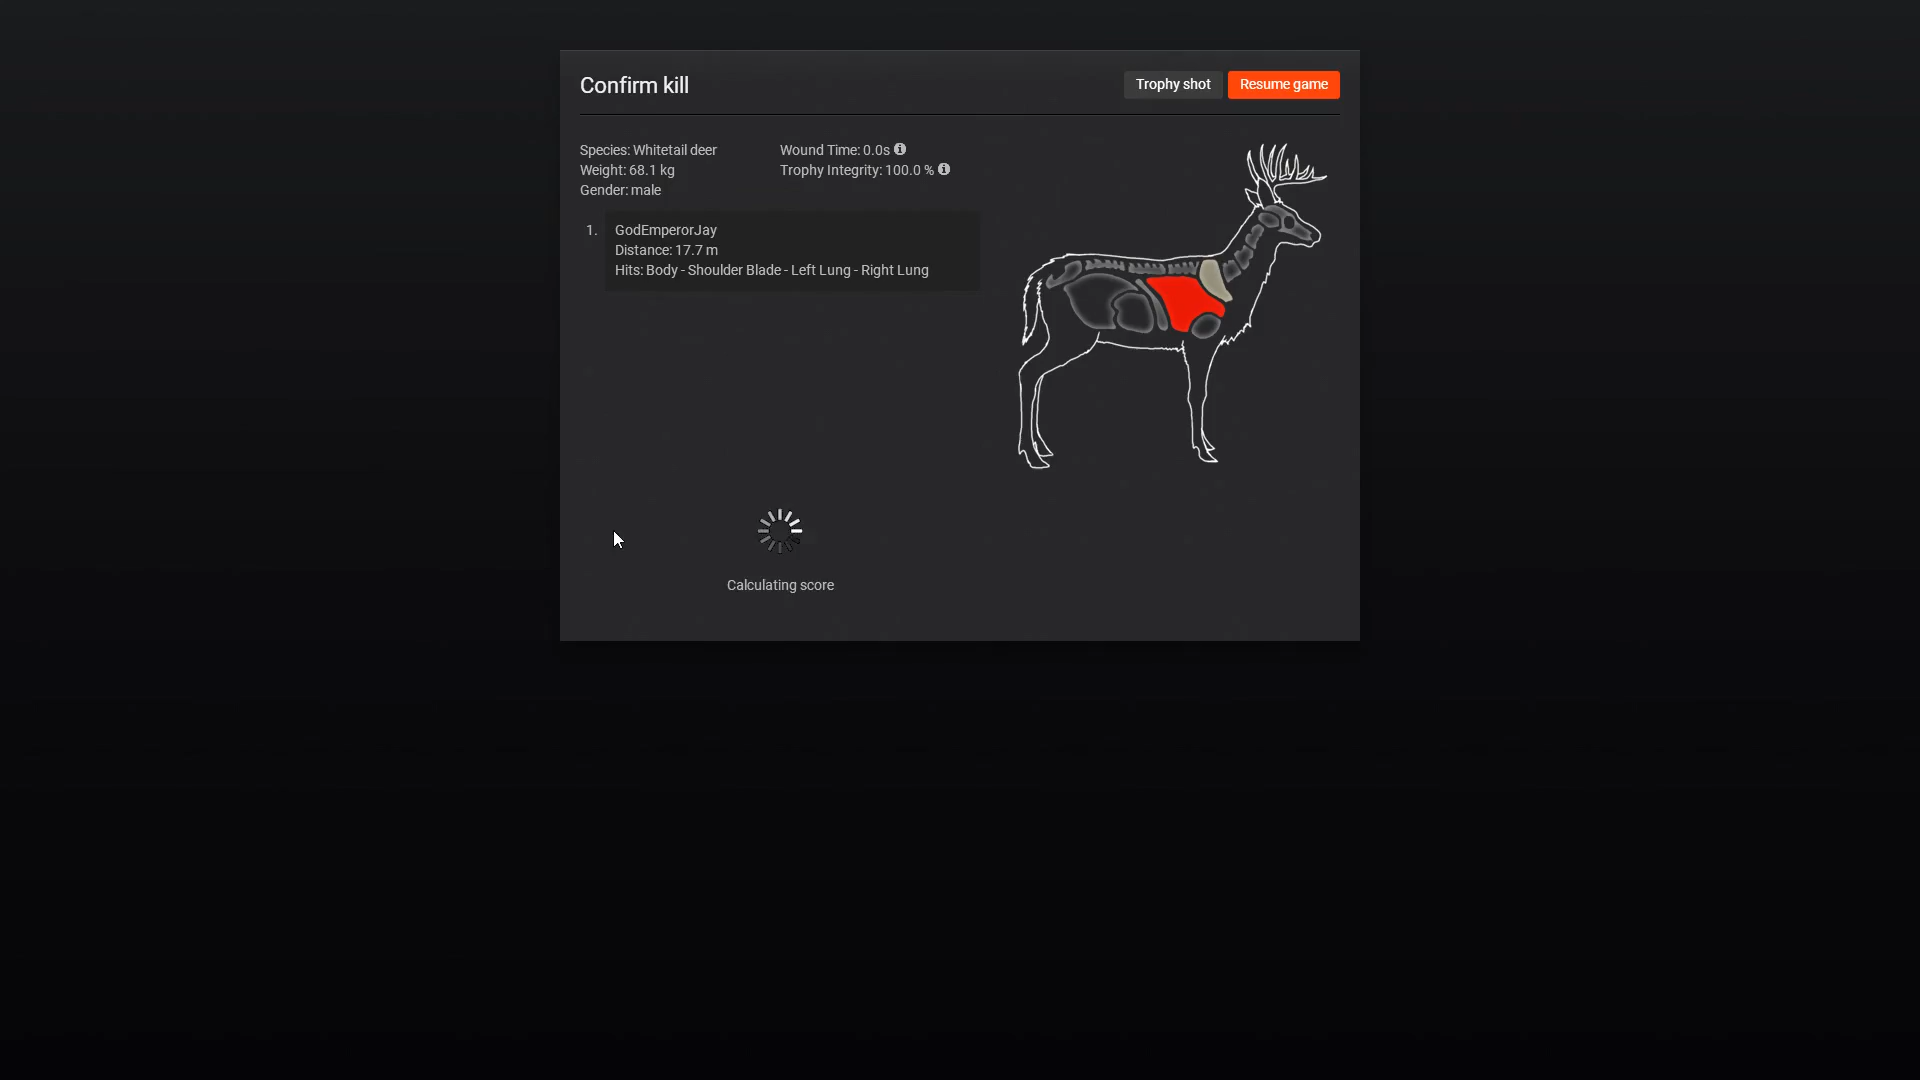 Confirm kill
Trophy shot
Resume game
Species: Whitetail deer
Weight: 68.1 kg
Gender: male
Wound Time: 0.0s
Trophy Integrity: 100.0 %
1.
GodEmperorJay
Distance: 17.7 m
Hits: Body - Shoulder Blade - Left Lung - Right Lung
Calculating score